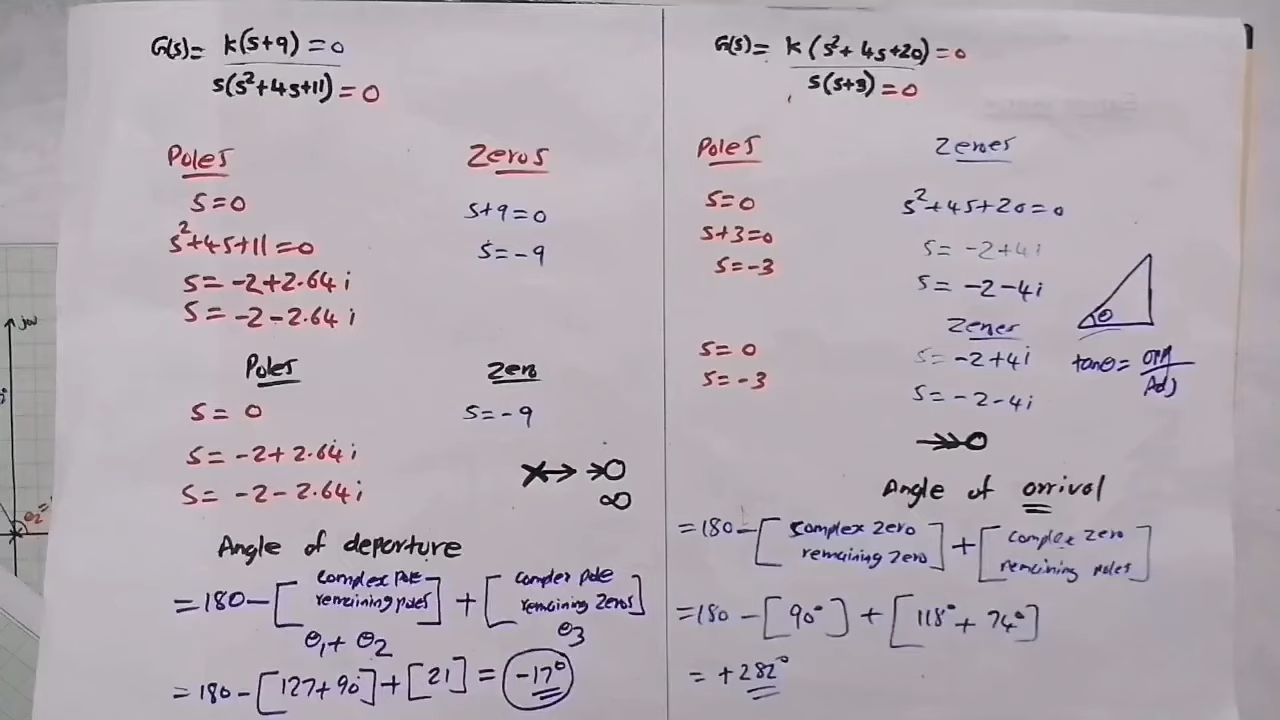 G(s)= K(s+9) =0
s(s²+4s+11) =0
Poles
Zeros
s=0
s+9=0
s²+4s+11=0
s=-9
s= -2+2.64i
s= -2-2.64i
Poles
Zero
s= 0
s=-9
s= -2+2.64i
s= -2-2.64i
∞
Angle of departure
=180-[complex pole remaining poles]+[complex pole remaining zeros]
θ₁+ θ₂
θ₃
=180-[127+90°]+[21] = -17°
G(s)= K(s²+4s+20) =0
s(s+3) =0
Poles
Zeroes
s=0
s²+4s+20=0
s+3=0
s= -2+4i
s=-3
s= -2-4i
Zeroes
s= 0
s= -2+4i
s= -3
s= -2-4i
θ
tanθ= opp
Adj
Angle of arrival
=180-[complex zero remaining zero]+[complex zero remaining poles]
=180-[90°]+[118°+74°]
= +282°
jω
θ₂=